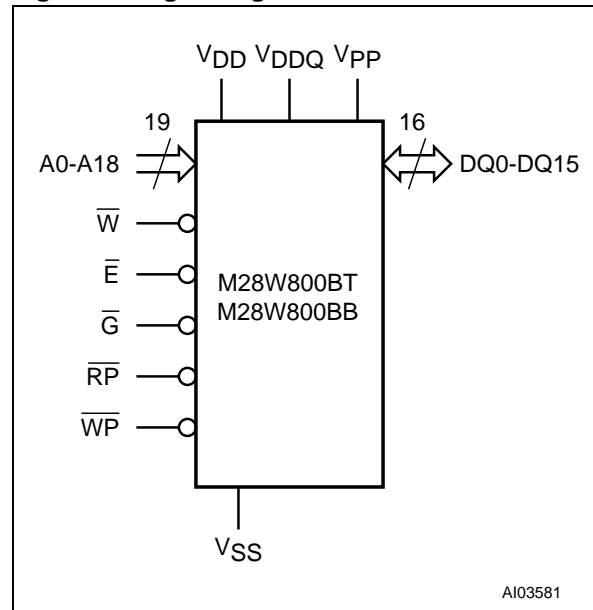 VDD VDDQ VPP
19
16
A0-A18
DQ0-DQ15
W
E
M28W800BT
M28W800BB
G
RP
WP
VSS
AI03581